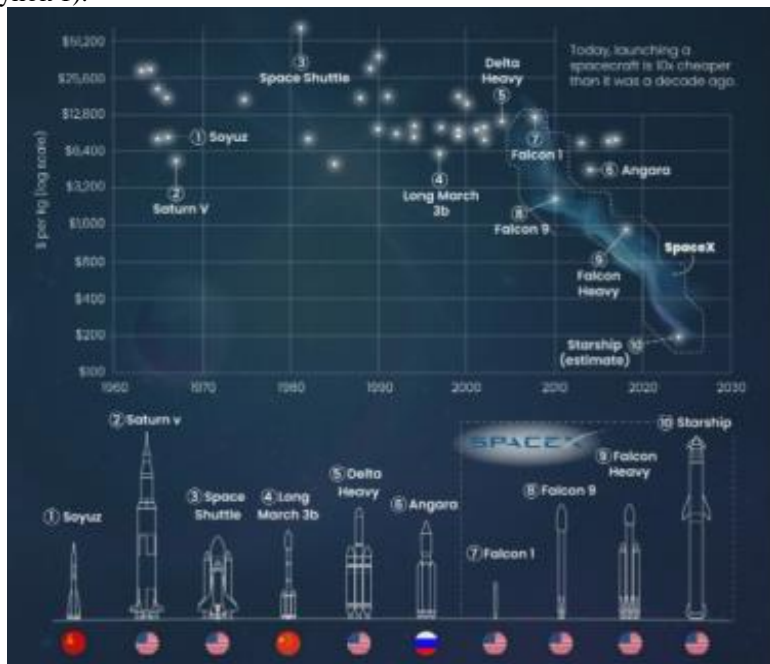 унок 1).
$51,200
$25,600
$12,800
$6,400
$3,200
$1,600
$800
$400
$200
$100
$ per kg (log scale)
1960 1970 1980 1990 2000 2010 2020 2030
Today, launching a
spacecraft is 10x cheaper
than it was a decade ago.
① Soyuz
②
Saturn V
③
Space Shuttle
④
Long March
3b
Delta
Heavy
⑤
⑥ Angara
⑦
Falcon 1
⑧
Falcon 9
⑨
Falcon
Heavy
SpaceX
Starship ⑩
(estimate)
SPACEX
① Soyuz
② Saturn v
③ Space
Shuttle
④ Long
March 3b
⑤ Delta
Heavy
⑥ Angara
⑦ Falcon 1
⑧ Falcon 9
⑨ Falcon
Heavy
⑩ Starship